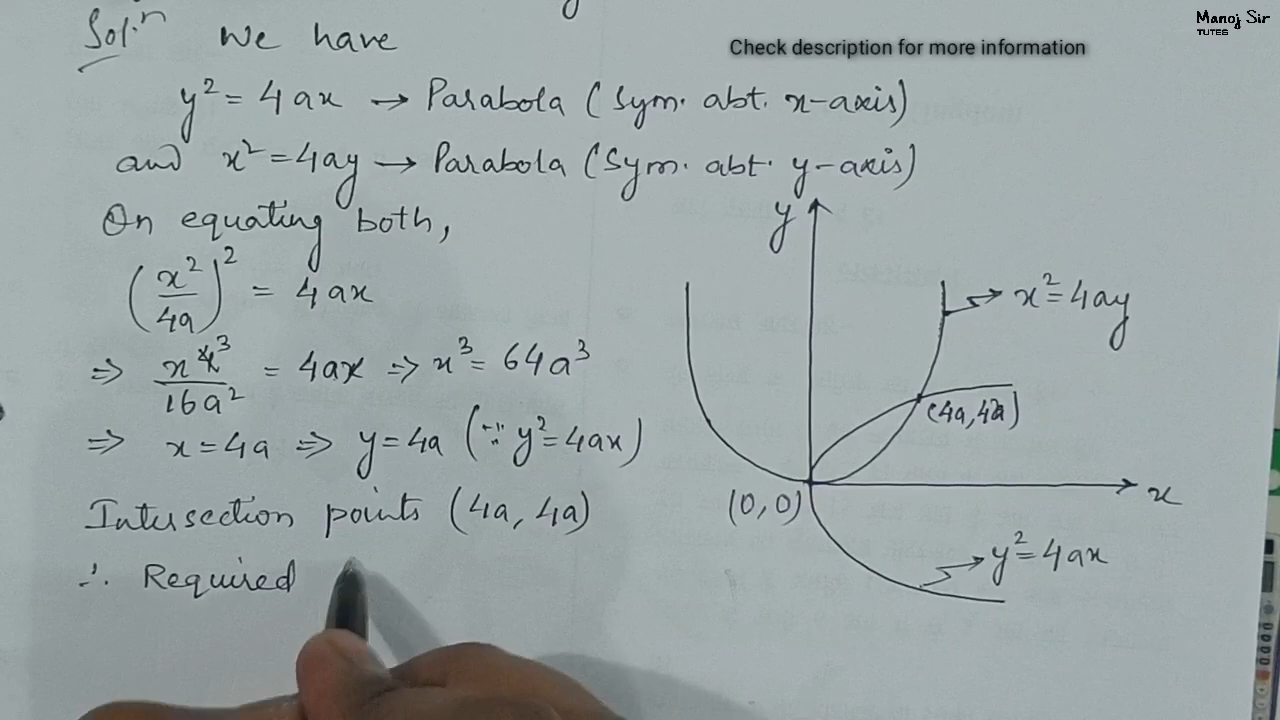 Manoj Sir
TUTES
Check description for more information
Sol.ⁿ We have
y² = 4ax → Parabola (Sym. abt. x-axis)
and x² = 4ay → Parabola (Sym. abt. y-axis)
On equating both,
(x²/4a)² = 4ax
⇒ x⁴³/16a² = 4ax ⇒ x³ = 64a³
⇒ x = 4a ⇒ y = 4a (∵ y² = 4ax)
Intersection points (4a, 4a)
∴ Required
y
x² = 4ay
(4a, 4a)
(0, 0)
x
y² = 4ax